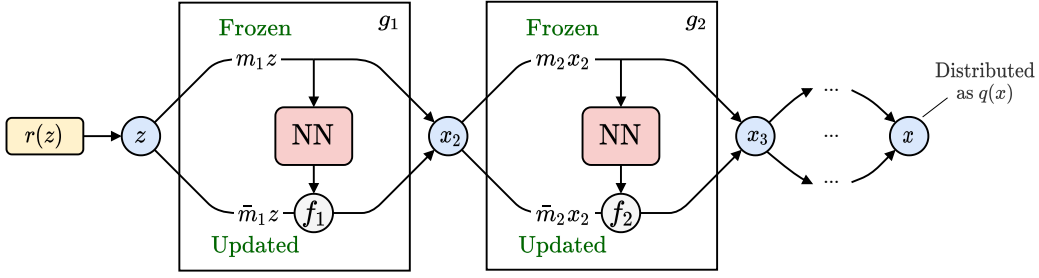 r(z)
z
g₁
Frozen
m₁z
NN
m̄₁z
f₁
Updated
x₂
g₂
Frozen
m₂x₂
NN
m̄₂x₂
f₂
Updated
x₃
...
...
...
x
Distributed
as q(x)